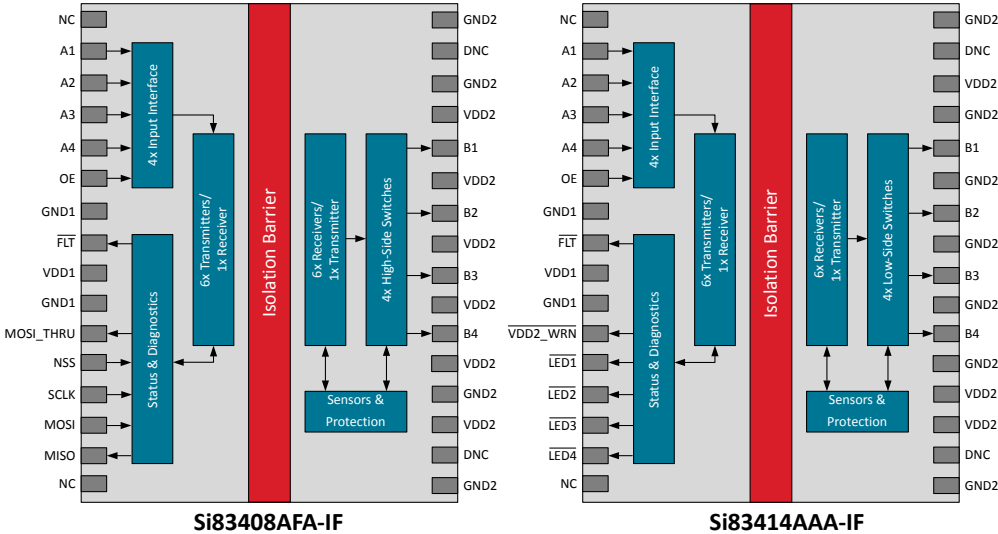 NC
A1
A2
A3
A4
OE
GND1
FLT
VDD1
GND1
MOSI_THRU
NSS
SCLK
MOSI
MISO
NC
4x Input Interface
6x Transmitters/
1x Receiver
Status & Diagnostics
Isolation Barrier
6x Receivers/
1x Transmitter
4x High-Side Switches
Sensors &
Protection
GND2
DNC
GND2
VDD2
B1
VDD2
B2
VDD2
B3
VDD2
B4
VDD2
GND2
VDD2
DNC
GND2
Si83408AFA-IF
NC
A1
A2
A3
A4
OE
GND1
FLT
VDD1
GND1
VDD2_WRN
LED1
LED2
LED3
LED4
NC
4x Input Interface
6x Transmitters/
1x Receiver
Status & Diagnostics
Isolation Barrier
6x Receivers/
1x Transmitter
4x Low-Side Switches
Sensors &
Protection
GND2
DNC
VDD2
GND2
B1
VDD2
B2
GND2
B3
GND2
B4
GND2
VDD2
VDD2
DNC
GND2
Si83414AAA-IF